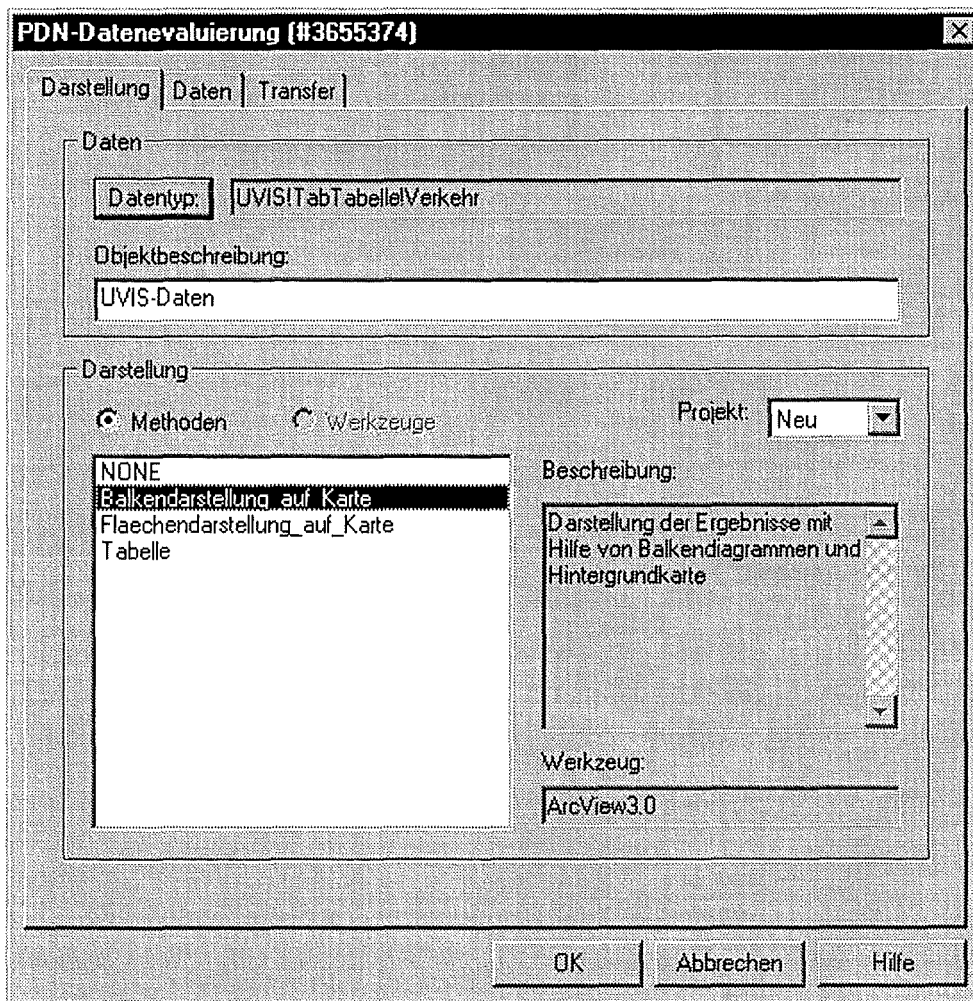 PDN-Datenevaluierung (#3655374)
Darstellung Daten Transfer
Daten
Datentyp: UVIS!TabTabelle!Verkehr
Objektbeschreibung:
UVIS-Daten
Darstellung
Methoden Werkzeuge Projekt: Neu
NONE
Balkendarstellung_auf_Karte
Flaechendarstellung_auf_Karte
Tabelle
Beschreibung:
Darstellung der Ergebnisse mit
Hilfe von Balkendiagrammen und
Hintergrundkarte
Werkzeug:
ArcView3.0
OK Abbrechen Hilfe